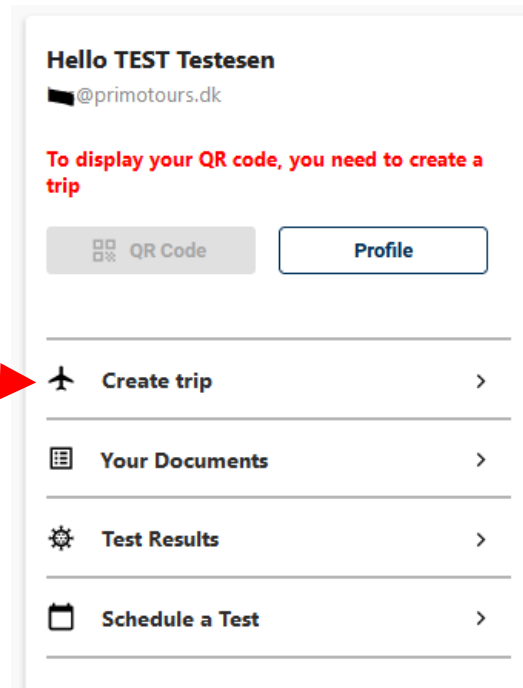 Hello TEST Testesen
@primotours.dk
To display your QR code, you need to create a
trip
QR Code
Profile
Create trip
Your Documents
Test Results
Schedule a Test